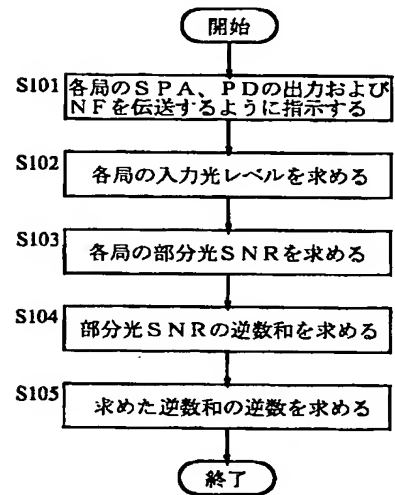 開始
S101
各局のSPA、PDの出力および
NFを伝送するように指示する
S102
各局の入力光レベルを求める
S103
各局の部分光SNRを求める
S104
部分光SNRの逆数和を求める
S105
求めた逆数和の逆数を求める
終了